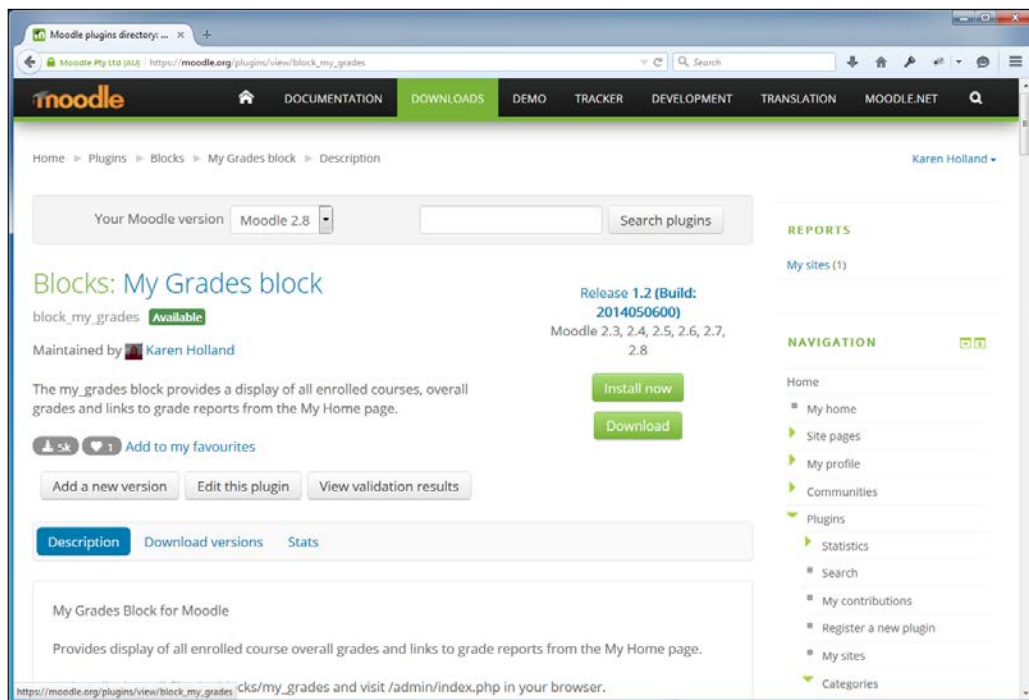 Moodle plugins directory: ...
Moodle Pty Ltd (AU) https://moodle.org/plugins/view/block_my_grades
Search
moodle
DOCUMENTATION DOWNLOADS DEMO TRACKER DEVELOPMENT TRANSLATION MOODLE.NET
Home Plugins Blocks My Grades block Description
Karen Holland
Your Moodle version Moodle 2.8 Search plugins
REPORTS
My sites (1)
Blocks: My Grades block
block_my_grades Available
Maintained by Karen Holland
The my_grades block provides a display of all enrolled courses, overall
grades and links to grade reports from the My Home page.
5k 1 Add to my favourites
Release 1.2 (Build:
2014050600)
Moodle 2.3, 2.4, 2.5, 2.6, 2.7,
2.8
Install now
Download
Add a new version Edit this plugin View validation results
Description Download versions Stats
My Grades Block for Moodle
Provides display of all enrolled course overall grades and links to grade reports from the My Home page.
cks/my_grades and visit /admin/index.php in your browser.
https://moodle.org/plugins/view/block_my_grades
NAVIGATION
Home
My home
Site pages
My profile
Communities
Plugins
Statistics
Search
My contributions
Register a new plugin
My sites
Categories